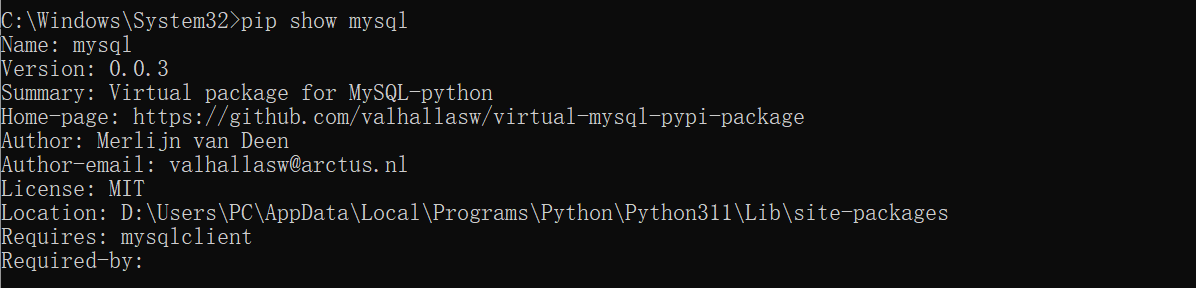 C:\Windows\System32>pip show mysql
Name: mysql
Version: 0.0.3
Summary: Virtual package for MySQL-python
Home-page: https://github.com/valhallasw/virtual-mysql-pypi-package
Author: Merlijn van Deen
Author-email: valhallasw@arctus.nl
License: MIT
Location: D:\Users\PC\AppData\Local\Programs\Python\Python311\Lib\site-packages
Requires: mysqlclient
Required-by: